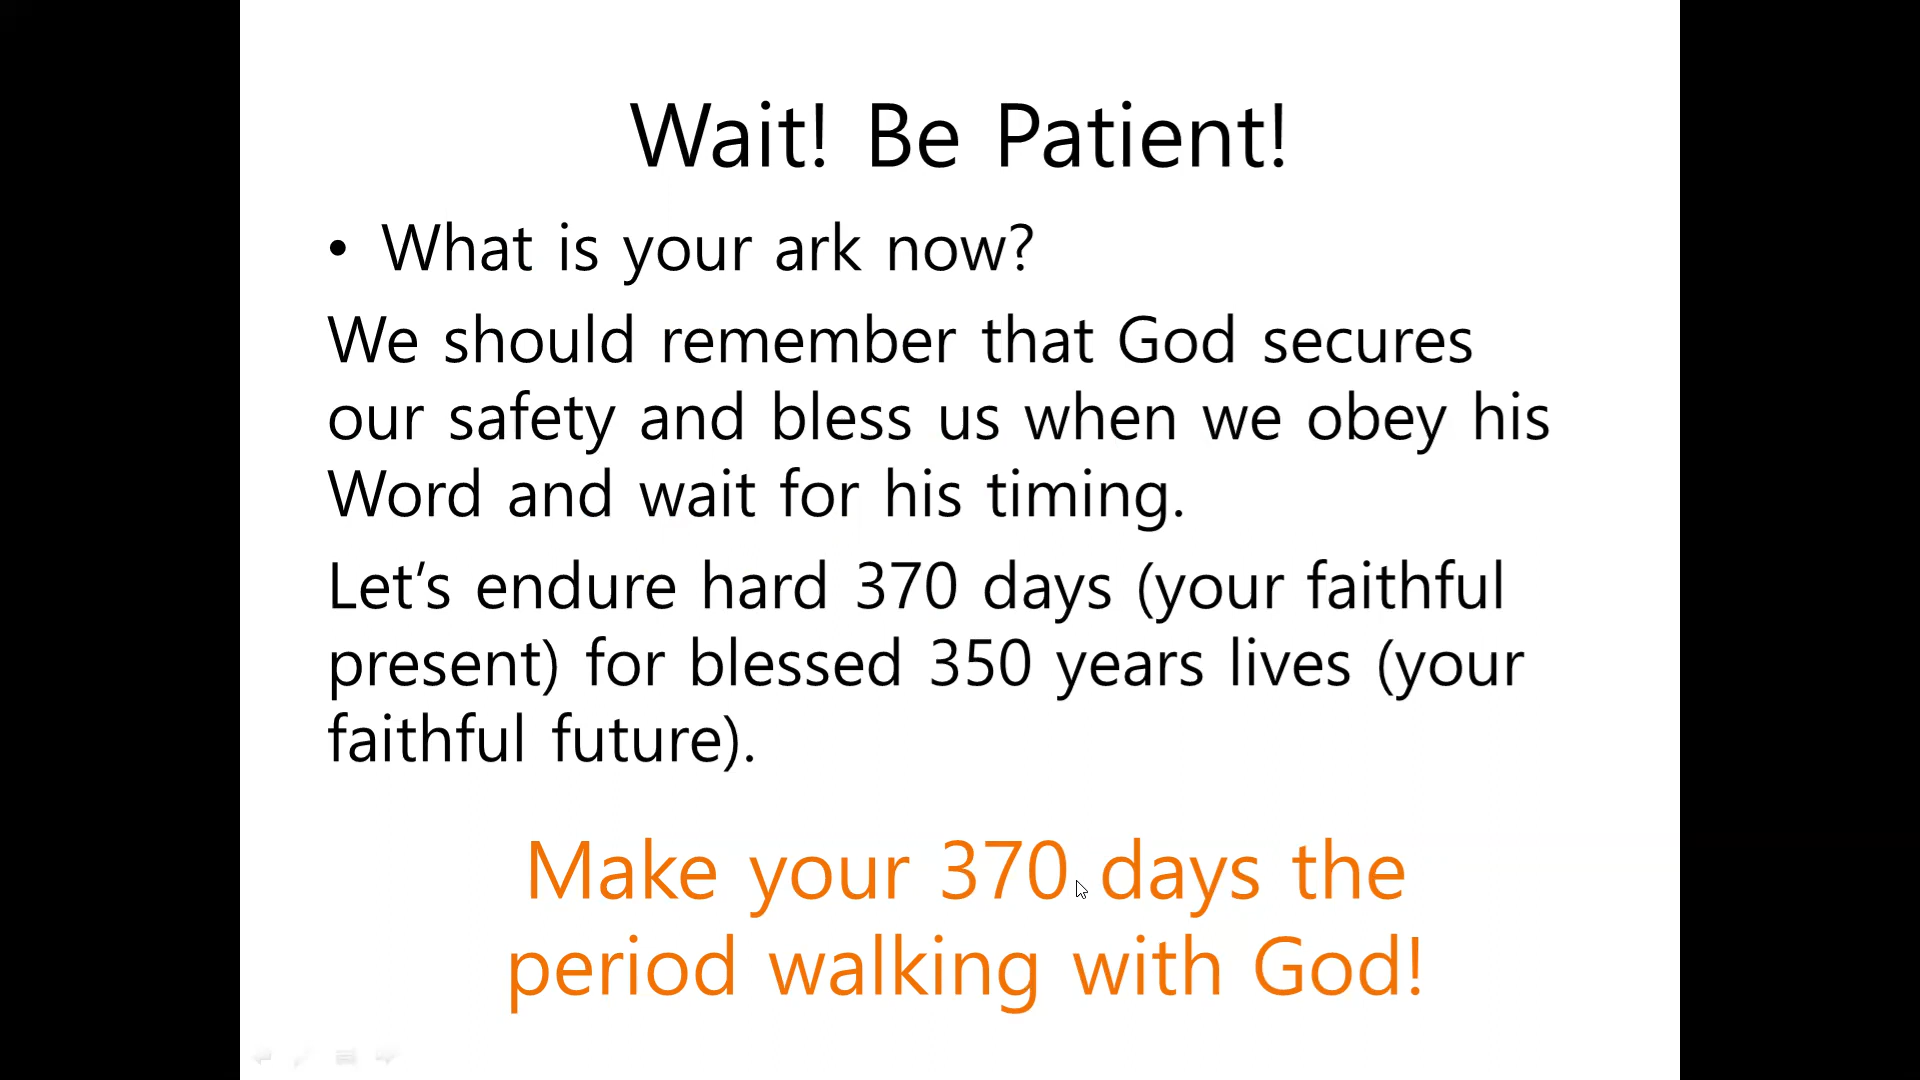 Wait! Be Patient!
• What is your ark now?
We should remember that God secures
our safety and bless us when we obey his
Word and wait for his timing.
Let’s endure hard 370 days (your faithful
present) for blessed 350 years lives (your
faithful future).
Make your 370 days the
period walking with God!